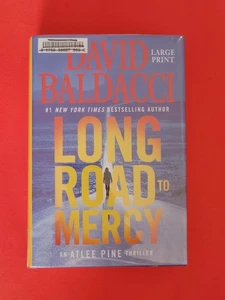 DAVID
LARGE
PRINT
BALDACCI
#1 NEW YORK TIMES BESTSELLING AUTHOR
LONG
ROAD TO
MERCY
AN ATLEE PINE THRILLER